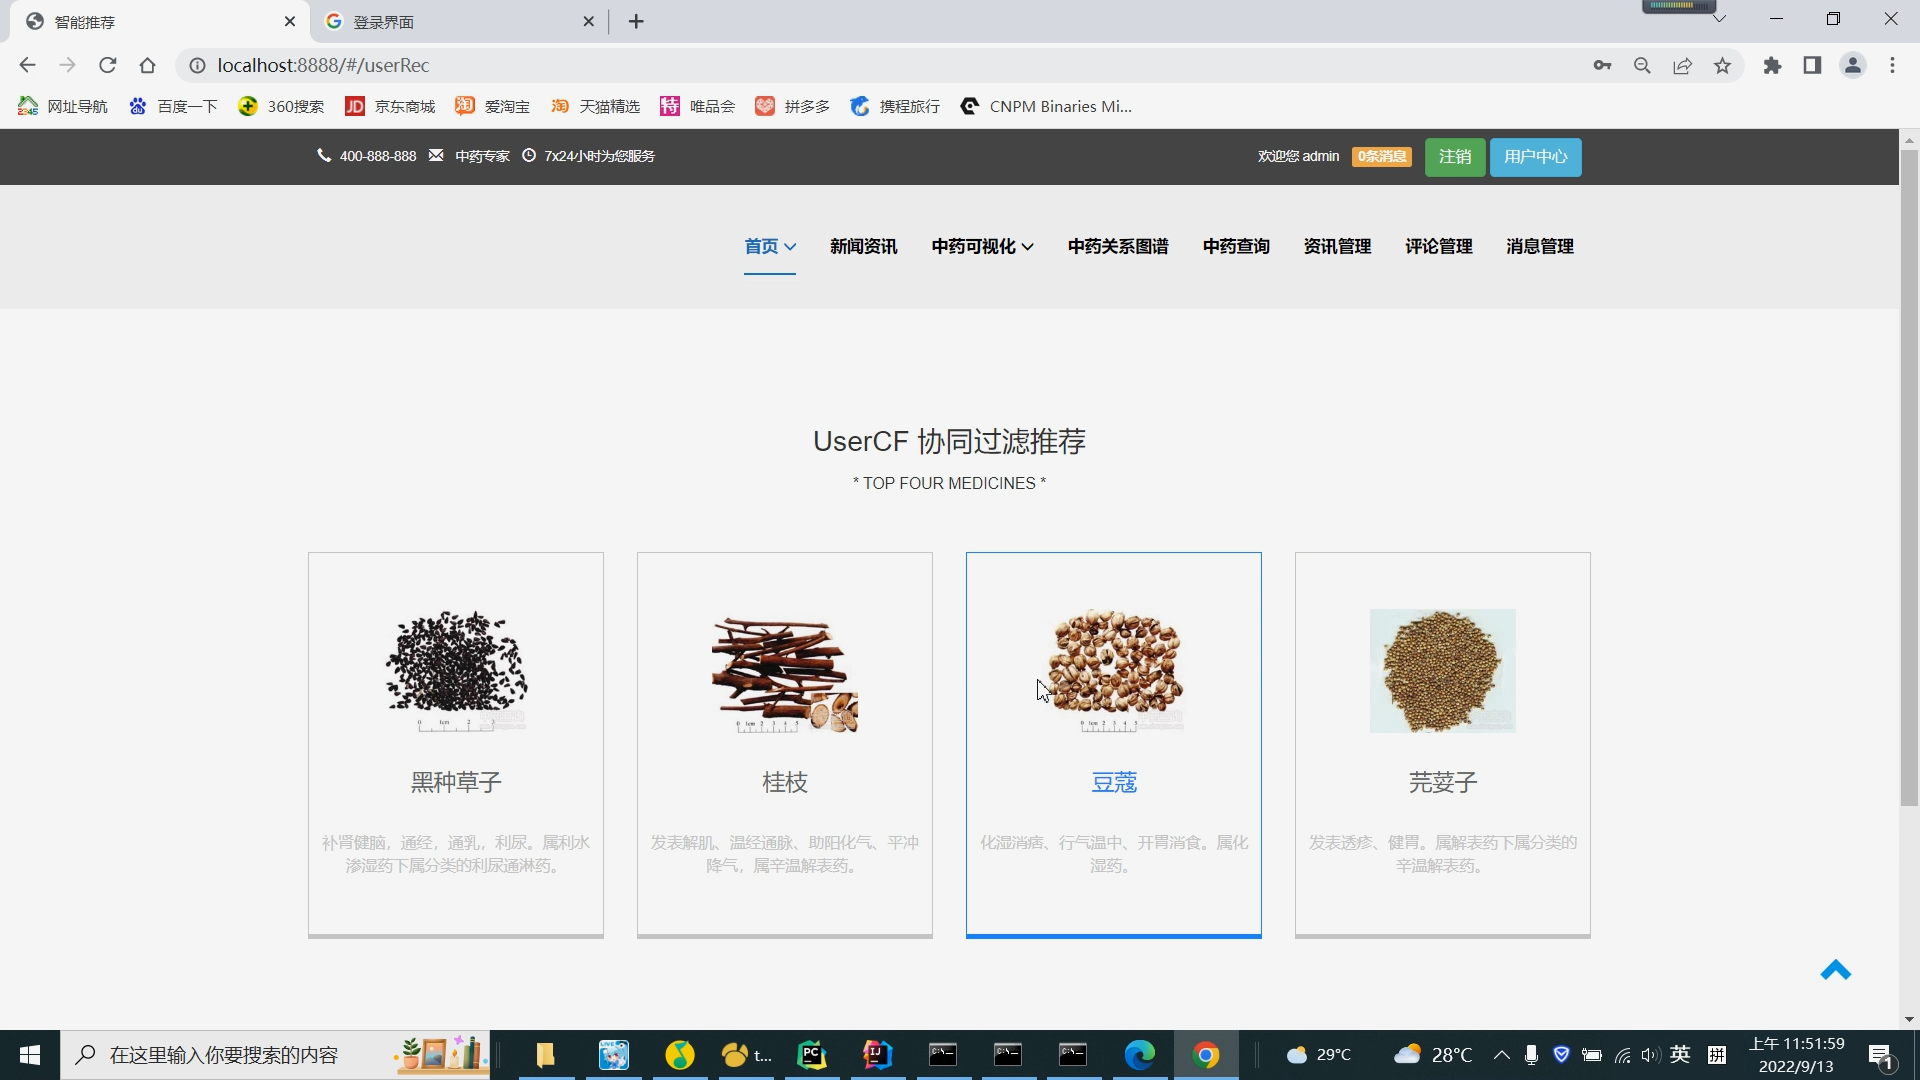 智能推荐
登录界面
localhost:8888/#/userRec
网址导航 百度一下 360搜索 JD 京东商城 淘 爱淘宝 淘 天猫精选 特 唯品会 拼多多 携程旅行 CNPM Binaries Mi...
400-888-888 中药专家 7x24小时为您服务
欢迎您 admin 0条消息 注销 用户中心
首页 新闻资讯 中药可视化 中药关系图谱 中药查询 资讯管理 评论管理 消息管理
UserCF 协同过滤推荐
* TOP FOUR MEDICINES *
黑种草子
补肾健脑，通经，通乳，利尿。属利水
渗湿药下属分类的利尿通淋药。
桂枝
发表解肌、温经通脉、助阳化气、平冲
降气，属辛温解表药。
豆蔻
化湿消痞、行气温中、开胃消食。属化
湿药。
芫荽子
发表透疹、健胃。属解表药下属分类的
辛温解表药。
在这里输入你要搜索的内容
t...
29°C
28°C
英
拼
上午 11:51:59
2022/9/13
1